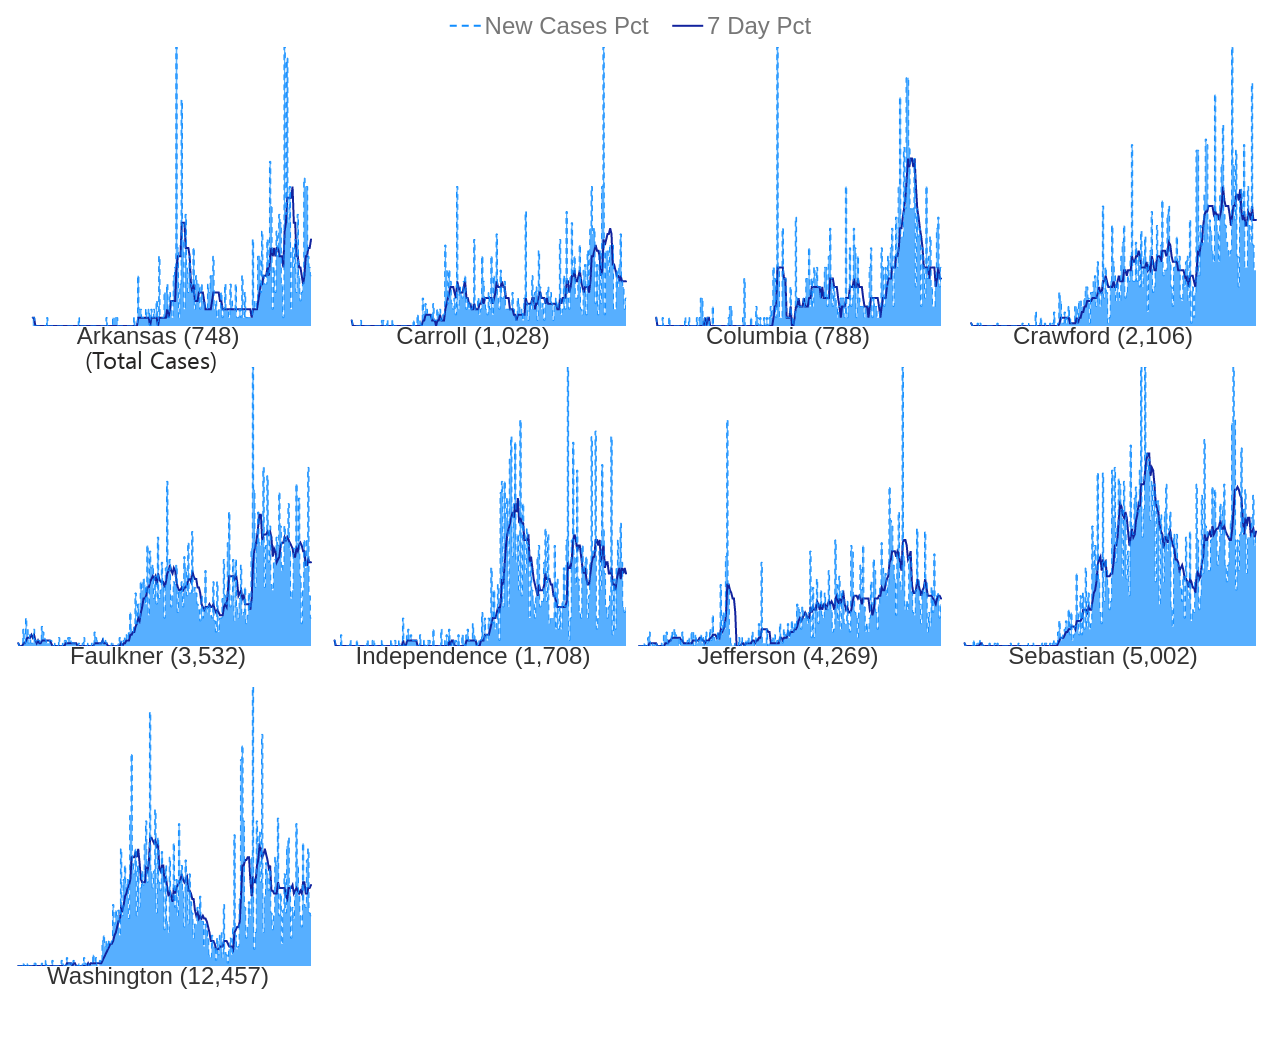 New Cases Pct 7 Day Pct
Arkansas (748) Carroll (1,028) Columbia (788) Crawford (2,106)
(Total Cases)
Faulkner (3,532) Independence (1,708) Jefferson (4,269) Sebastian (5,002)
Washington (12,457)